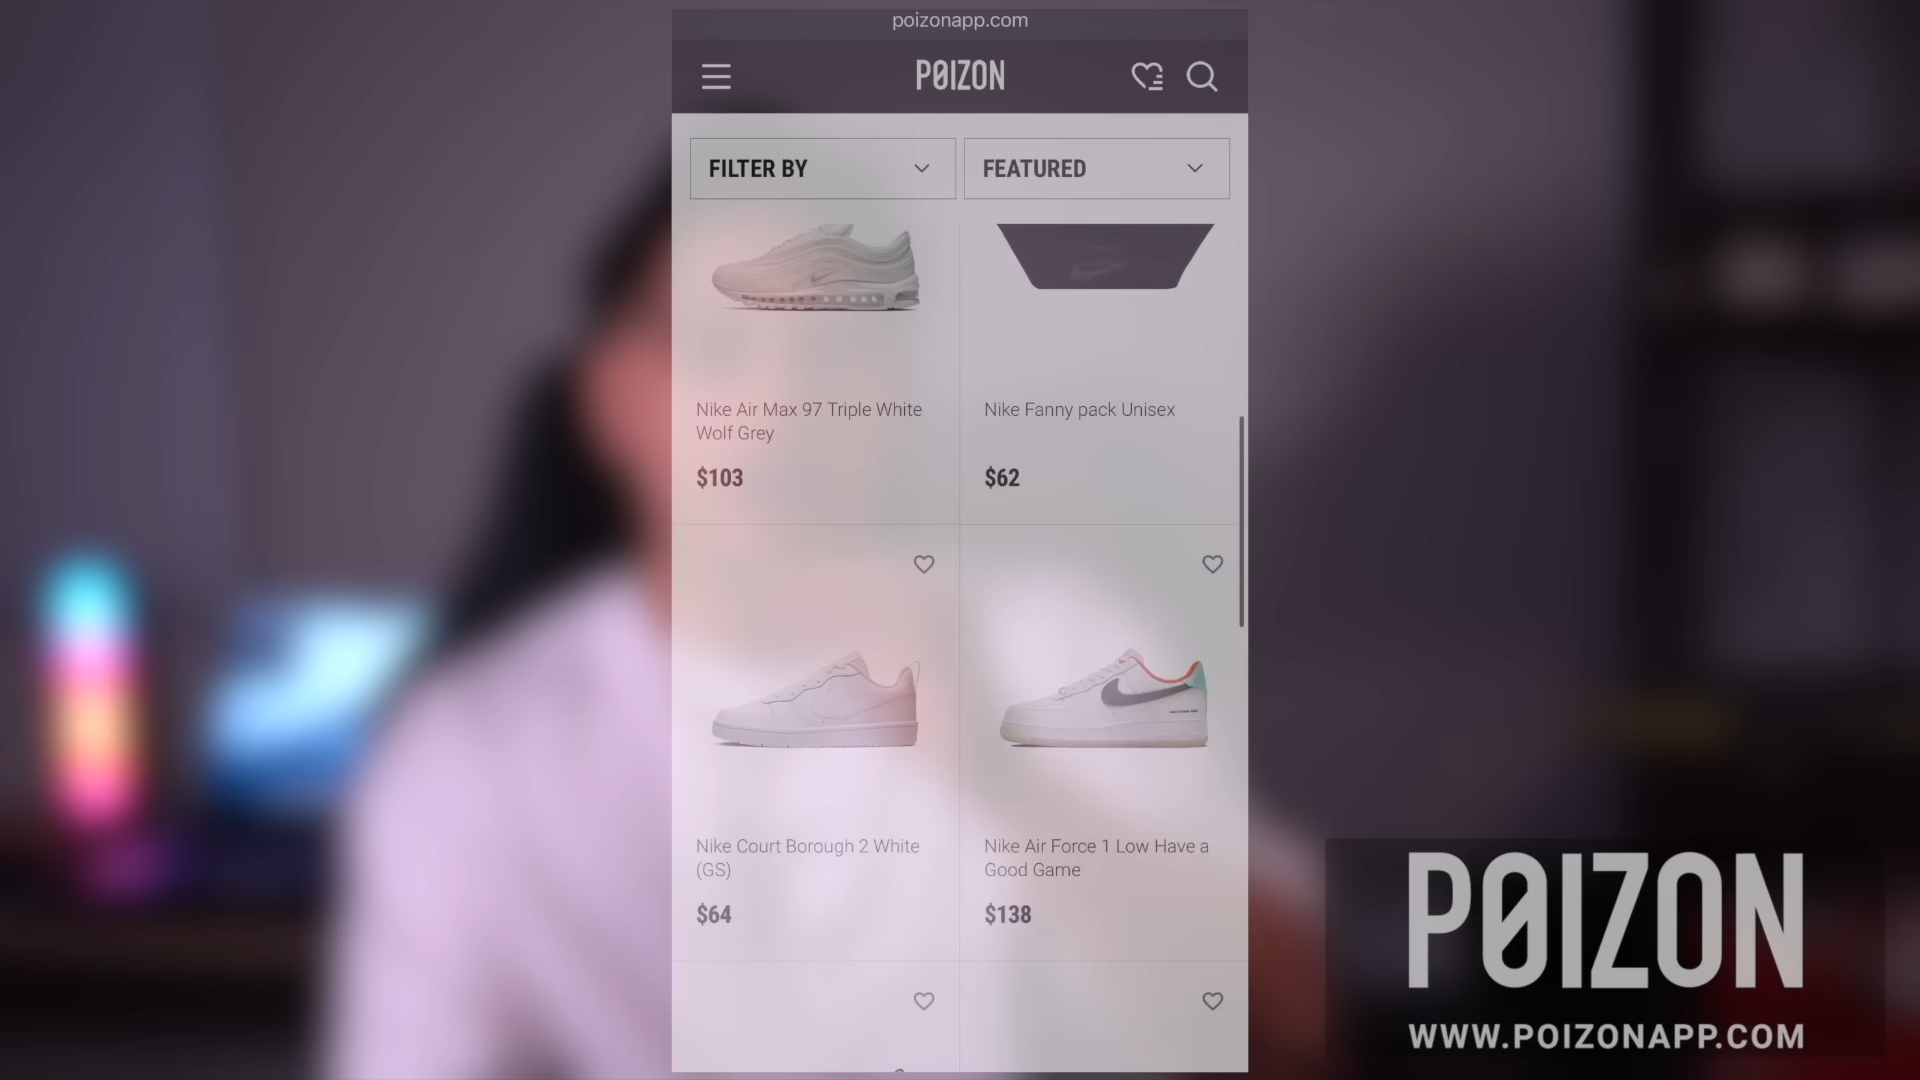 poizonapp.com
PØIZON
FILTER BY
FEATURED
Nike Air Max 97 Triple White
Wolf Grey
$103
Nike Fanny pack Unisex
$62
Nike Court Borough 2 White
(GS)
$64
Nike Air Force 1 Low Have a
Good Game
$138
PØIZON
WWW.POIZONAPP.COM